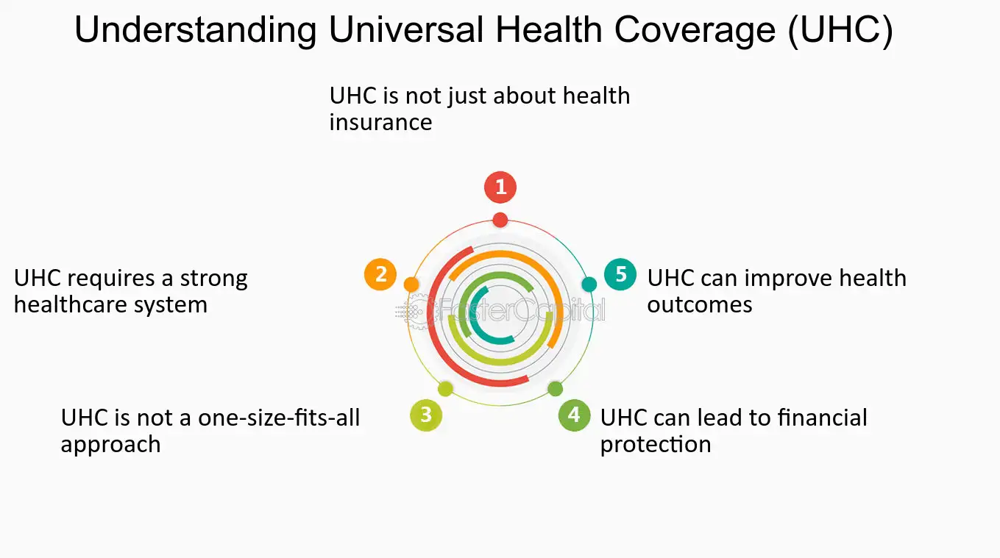 Understanding Universal Health Coverage (UHC)
UHC is not just about health
insurance
1
2
UHC requires a strong
healthcare system
3
UHC is not a one-size-fits-all
approach
4
UHC can lead to financial
protection
5
UHC can improve health
outcomes
FasterCapital